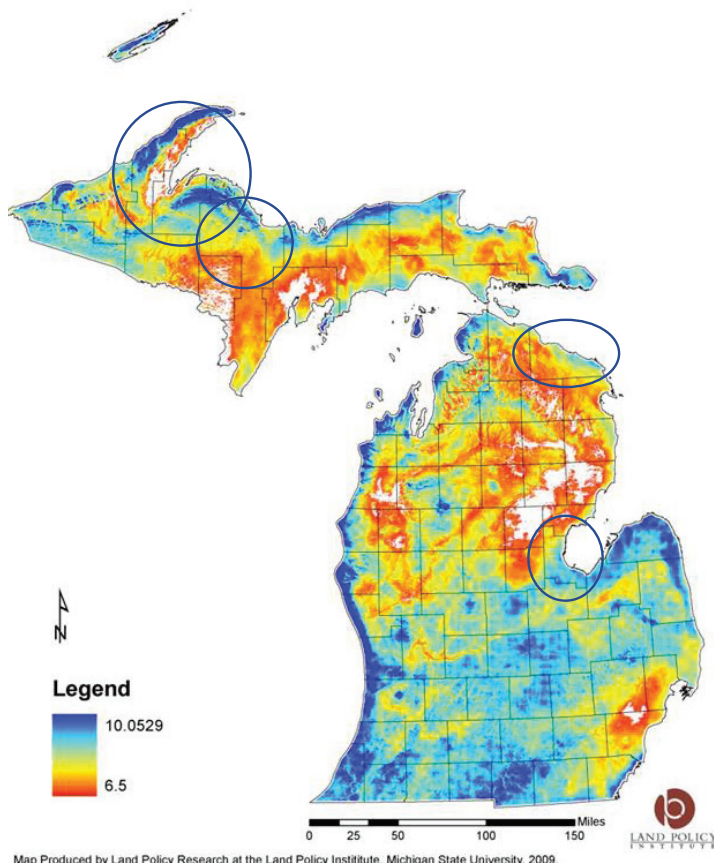 N
Legend
10.0529
6.5
Miles
0 25 50 100 150
LAND POLICY
INSTITUTE
Map Produced by Land Policy Research at the Land Policy Instititute, Michigan State University, 2009.